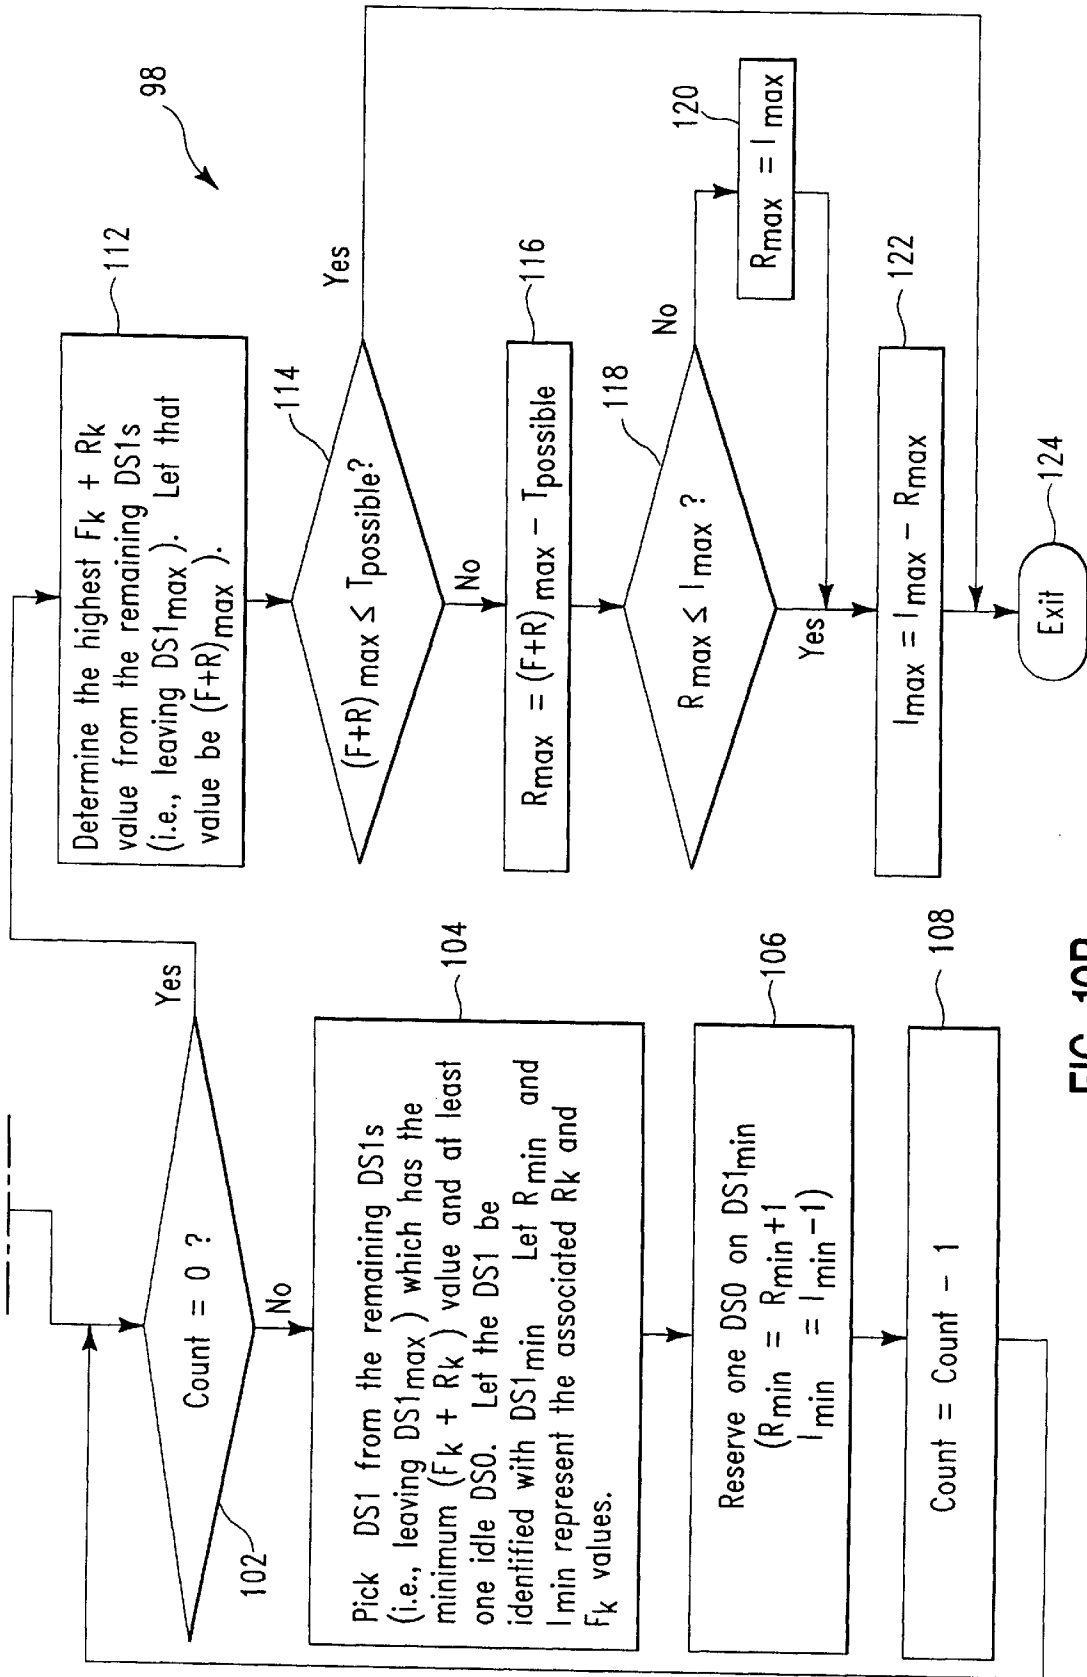 98
Count = 0 ?
Yes
No
102
Pick DS1 from the remaining DS1s
(i.e., leaving DS1max) which has the
minimum (Fk + Rk) value and at least
one idle DS0. Let the DS1 be
identified with DS1min Let Rmin and
Imin represent the associated Rk and
Fk values.
104
Reserve one DS0 on DS1min
(Rmin = Rmin+1
Imin = Imin-1)
106
Count = Count - 1
108
Determine the highest Fk + Rk
value from the remaining DS1s
(i.e., leaving DS1max). Let that
value be (F+R)max).
112
(F+R)max ≤ Tpossible?
114
Yes
No
Rmax = (F+R)max - Tpossible
116
Rmax ≤ Imax ?
118
No
Yes
Rmax = Imax
120
Imax = Imax - Rmax
122
Exit
124